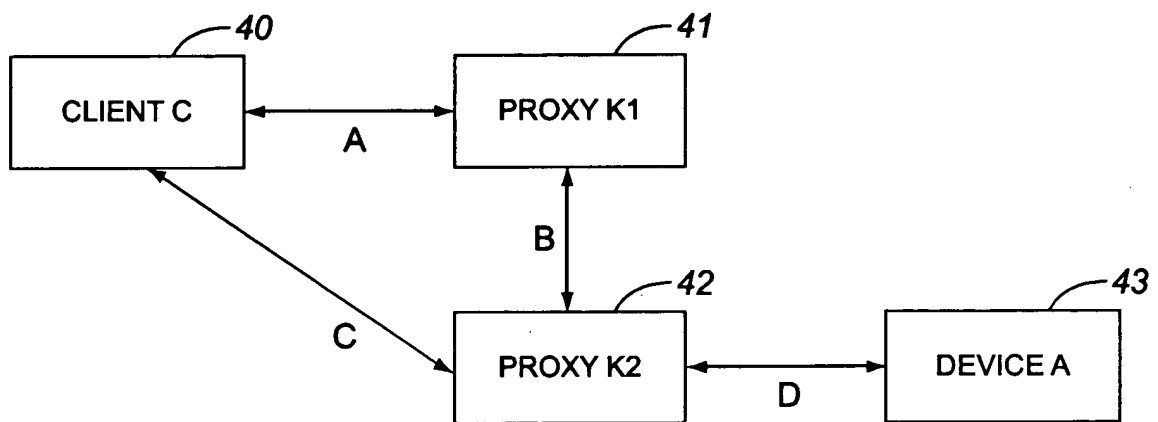 40
41
CLIENT C
PROXY K1
A
B
42
43
C
PROXY K2
DEVICE A
D